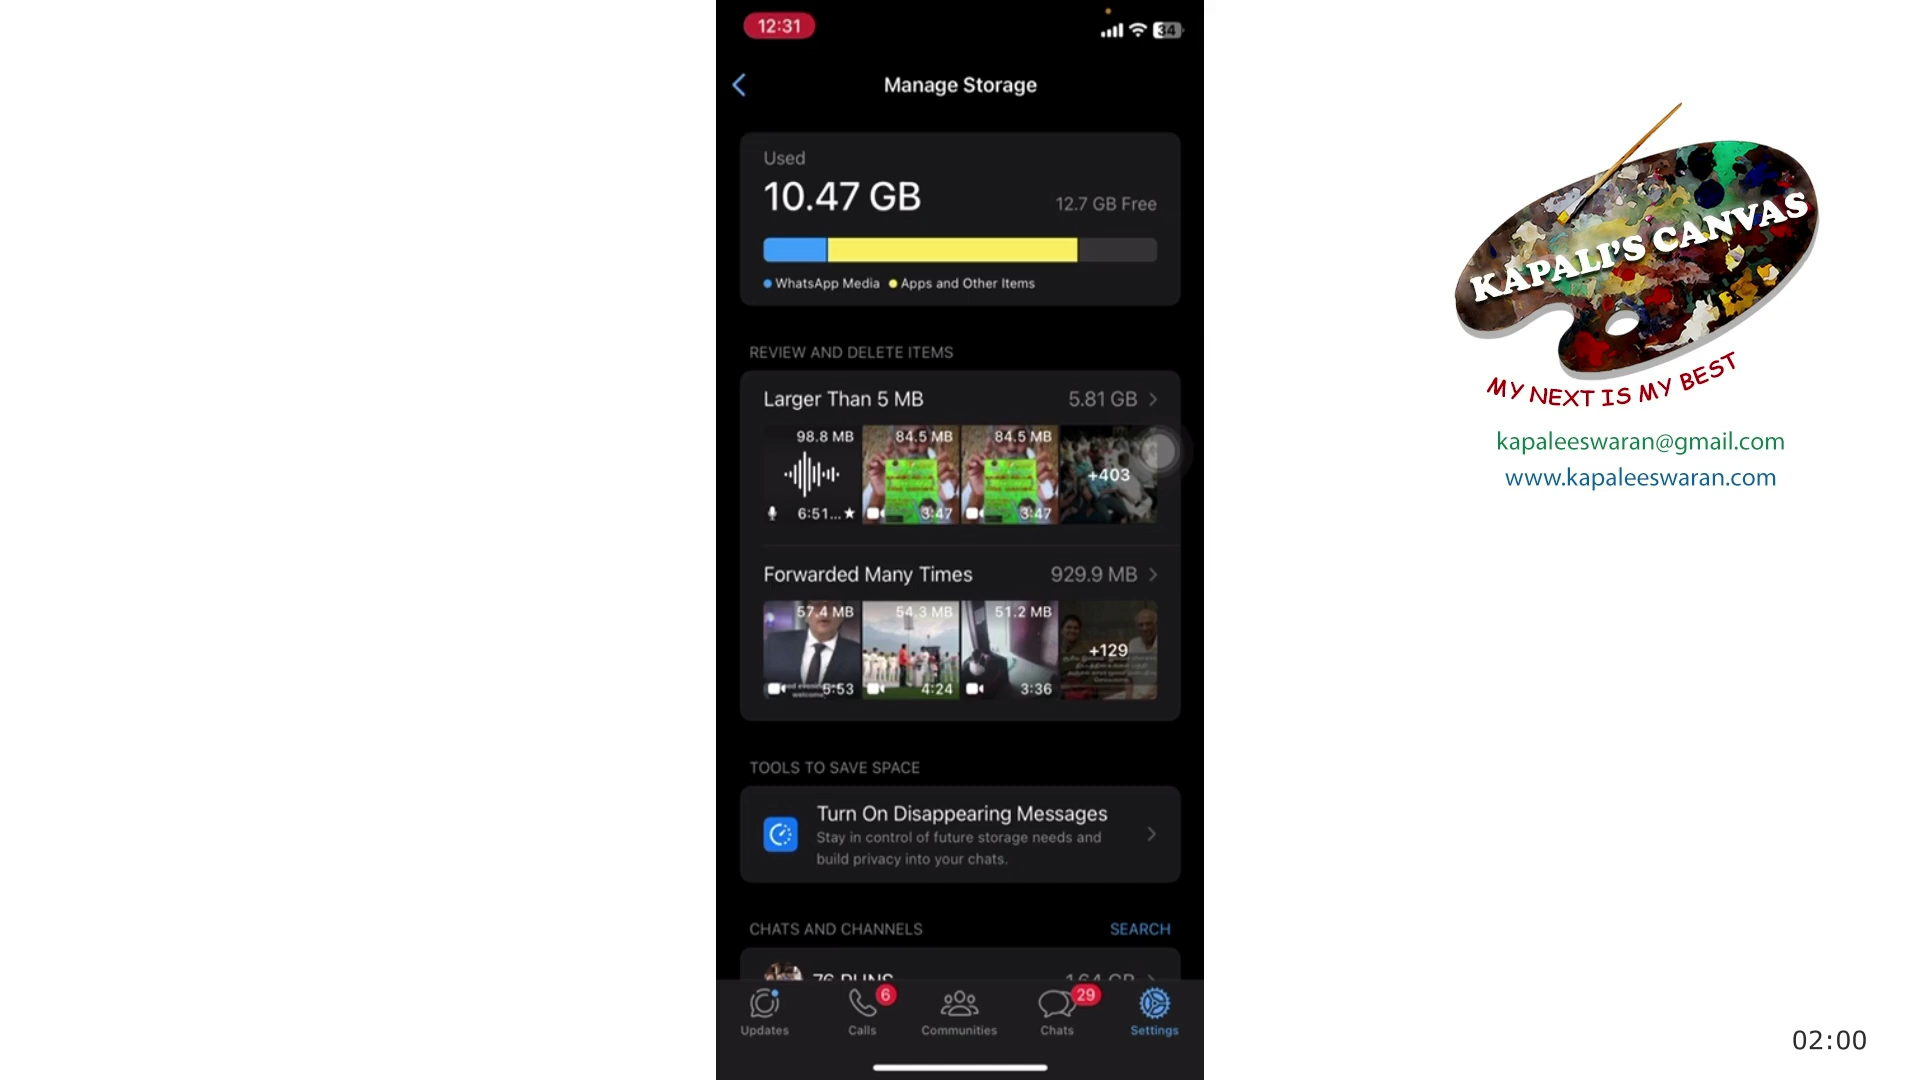 12:31
34
Manage Storage
Used
10.47 GB
12.7 GB Free
WhatsApp Media Apps and Other Items
REVIEW AND DELETE ITEMS
Larger Than 5 MB 5.81 GB
98.8 MB 84.5 MB 84.5 MB
+403
6:51... 3:47 3:47
Forwarded Many Times 929.9 MB
57.4 MB 54.3 MB 51.2 MB
+129
5:53 4:24 3:36
welcome
TOOLS TO SAVE SPACE
Turn On Disappearing Messages
Stay in control of future storage needs and
build privacy into your chats.
CHATS AND CHANNELS SEARCH
6 29
Updates Calls Communities Chats Settings
KAPALI'S CANVAS
MY NEXT IS MY BEST
kapaleeswaran@gmail.com
www.kapaleeswaran.com
02:00